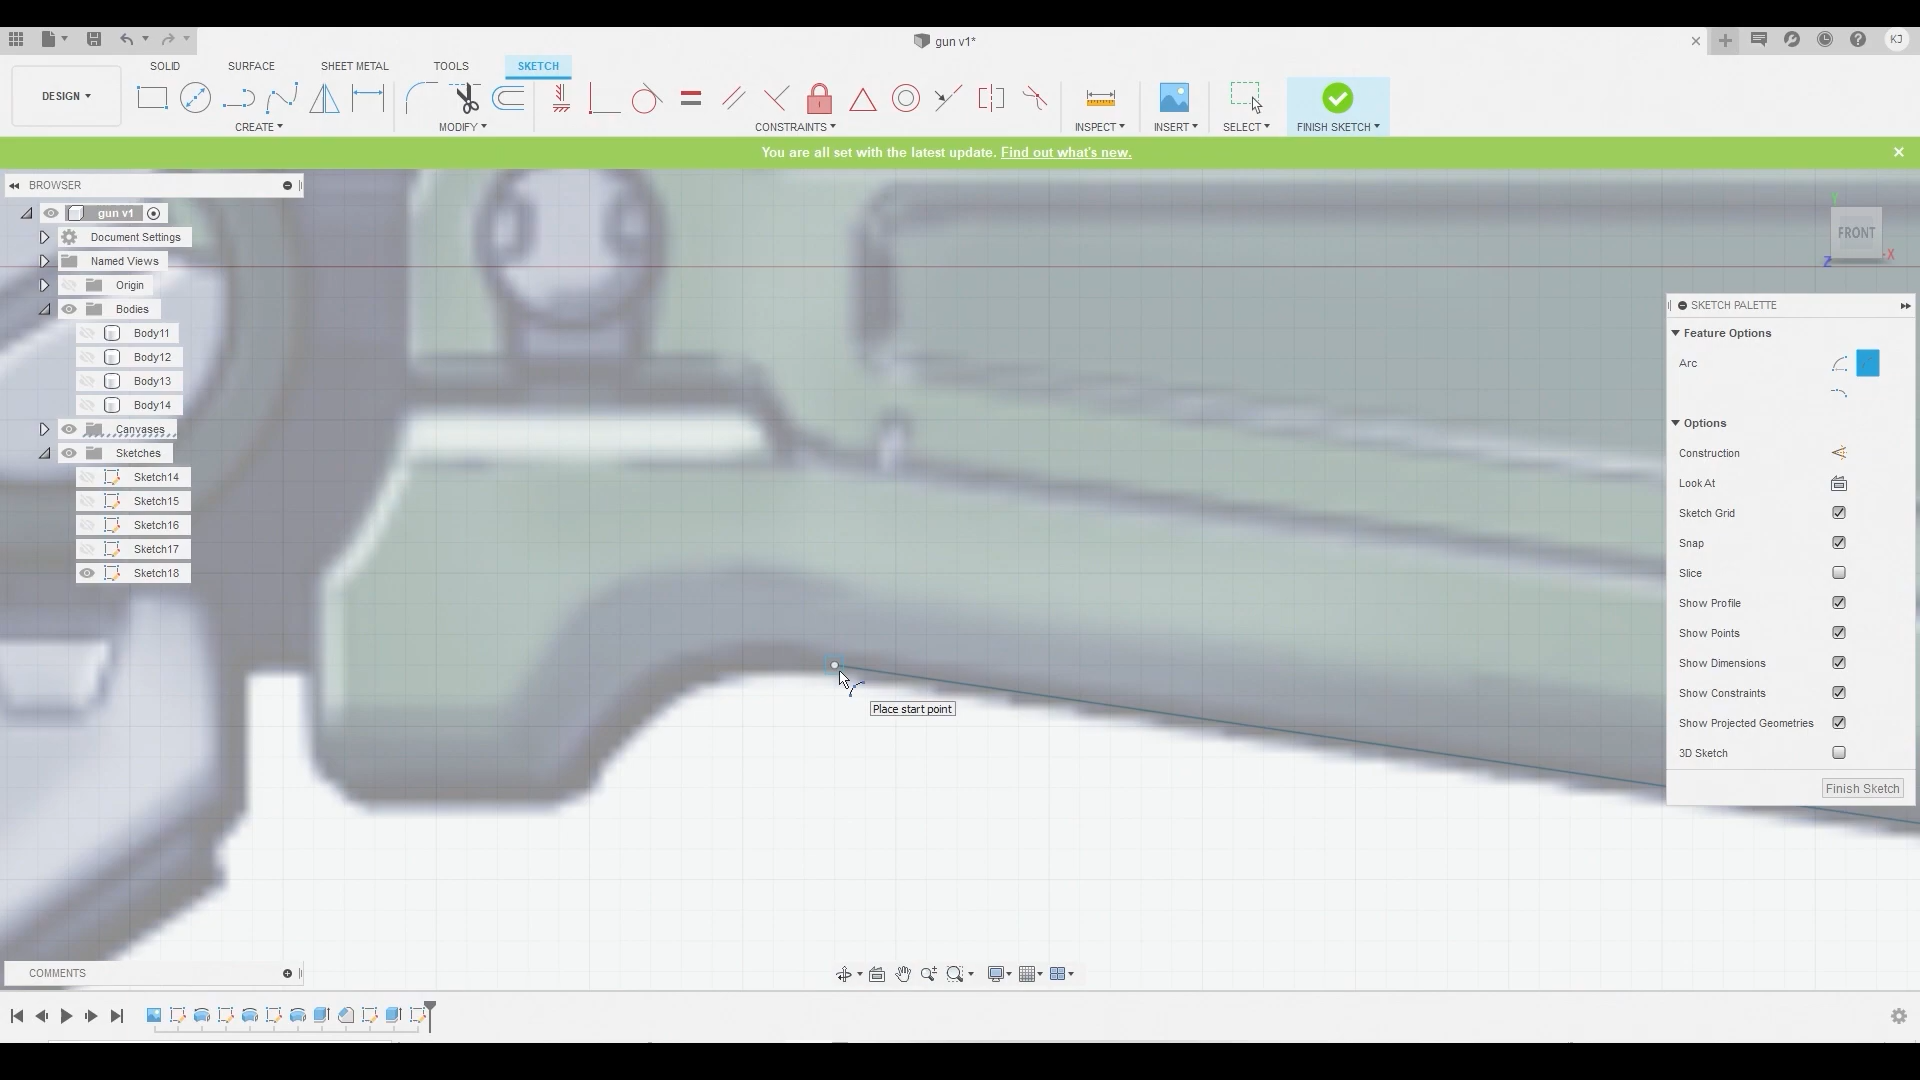 gun v1*
KJ
SOLID
SURFACE
SHEET METAL
TOOLS
SKETCH
DESIGN
CREATE
MODIFY
CONSTRAINTS
INSPECT
INSERT
SELECT
FINISH SKETCH
You are all set with the latest update. Find out what's new.
BROWSER
gun v1
Document Settings
Named Views
Origin
Bodies
Body11
Body12
Body13
Body14
Canvases
Sketches
Sketch14
Sketch15
Sketch16
Sketch17
Sketch18
Y
FRONT
X
Z
SKETCH PALETTE
Feature Options
Arc
Options
Construction
Look At
Sketch Grid
Snap
Slice
Show Profile
Show Points
Show Dimensions
Show Constraints
Show Projected Geometries
3D Sketch
Finish Sketch
Place start point
COMMENTS